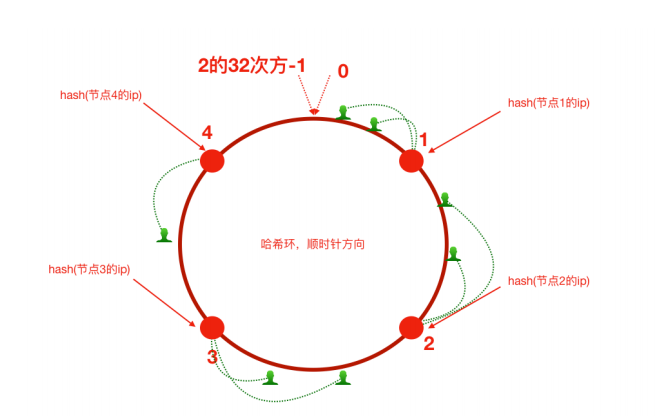 2的32次方-1
0
hash(节点4的ip)
hash(节点1的ip)
4
1
哈希环，顺时针方向
hash(节点3的ip)
hash(节点2的ip)
3
2